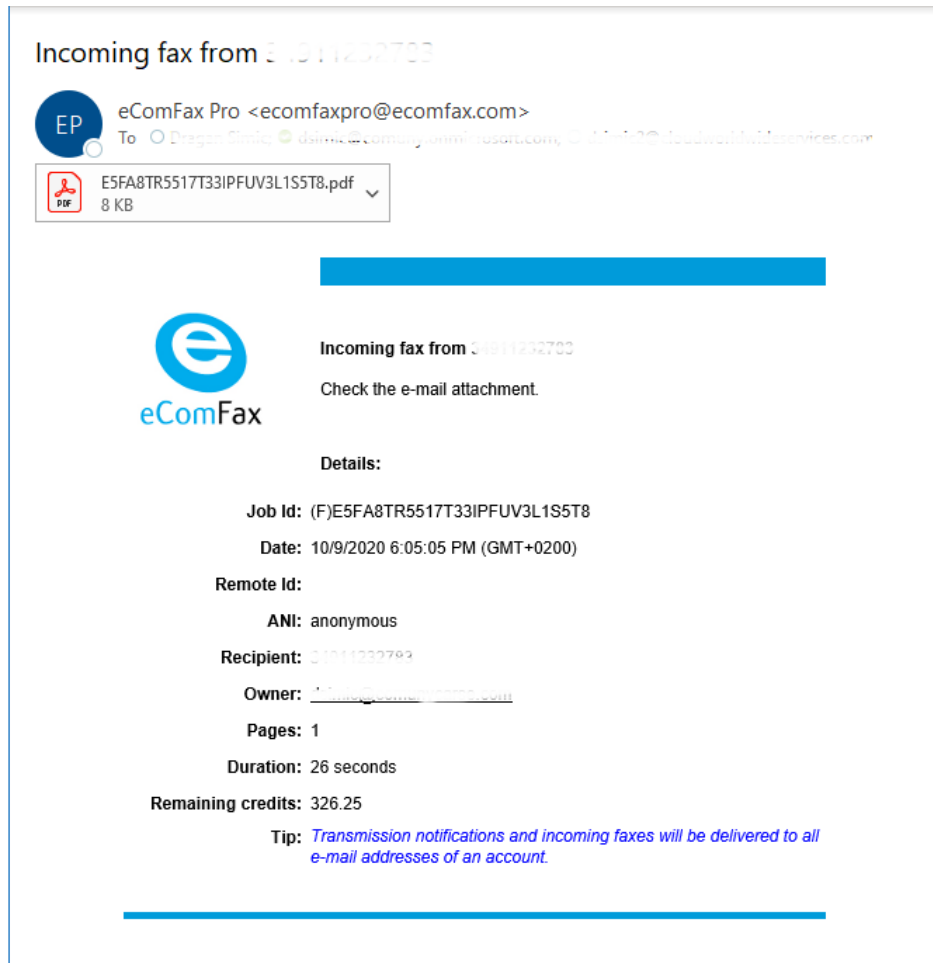 Incoming fax from
EP
eComFax Pro <ecomfaxpro@ecomfax.com>
To
PDF
E5FA8TR5517T33IPFUV3L1S5T8.pdf
8 KB
e
eComFax
Incoming fax from
Check the e-mail attachment.
Details:
Job Id: (F)E5FA8TR5517T33IPFUV3L1S5T8
Date: 10/9/2020 6:05:05 PM (GMT+0200)
Remote Id:
ANI: anonymous
Recipient:
Owner:
Pages: 1
Duration: 26 seconds
Remaining credits: 326.25
Tip: Transmission notifications and incoming faxes will be delivered to all
e-mail addresses of an account.